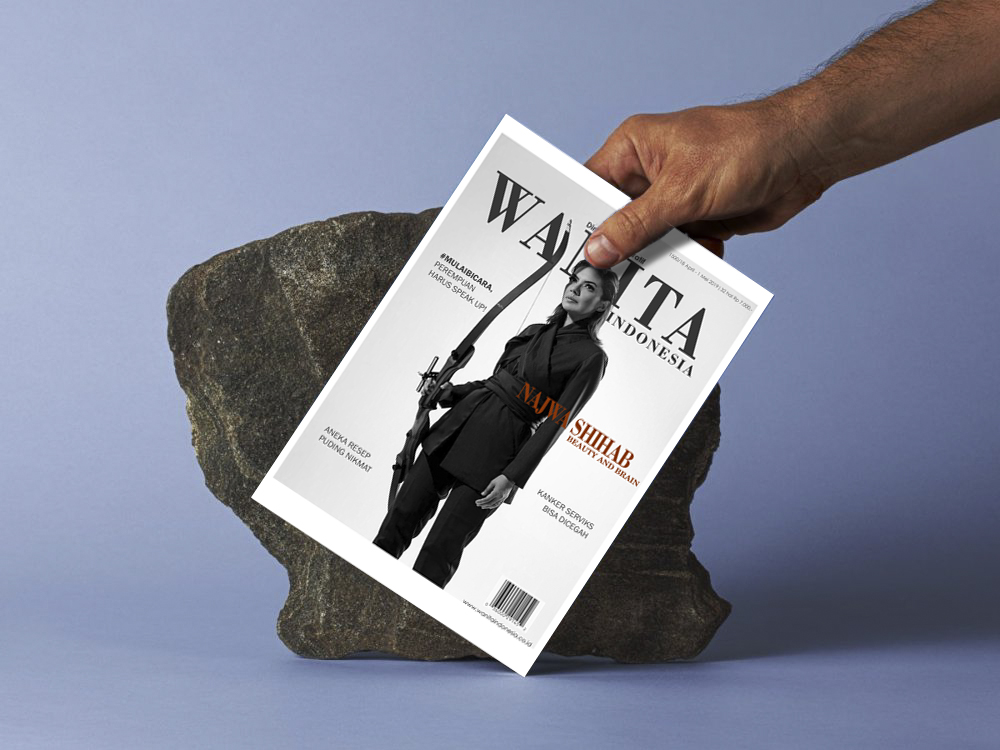 WANITA
INDONESIA
#MULAIBICARA,
PEREMPUAN
HARUS SPEAK UP!
NAJWA SHIHAB
BEAUTY AND BRAIN
ANEKA RESEP
PUDING NIKMAT
KANKER SERVIKS
BISA DICEGAH
www.wanitaindonesia.co.id